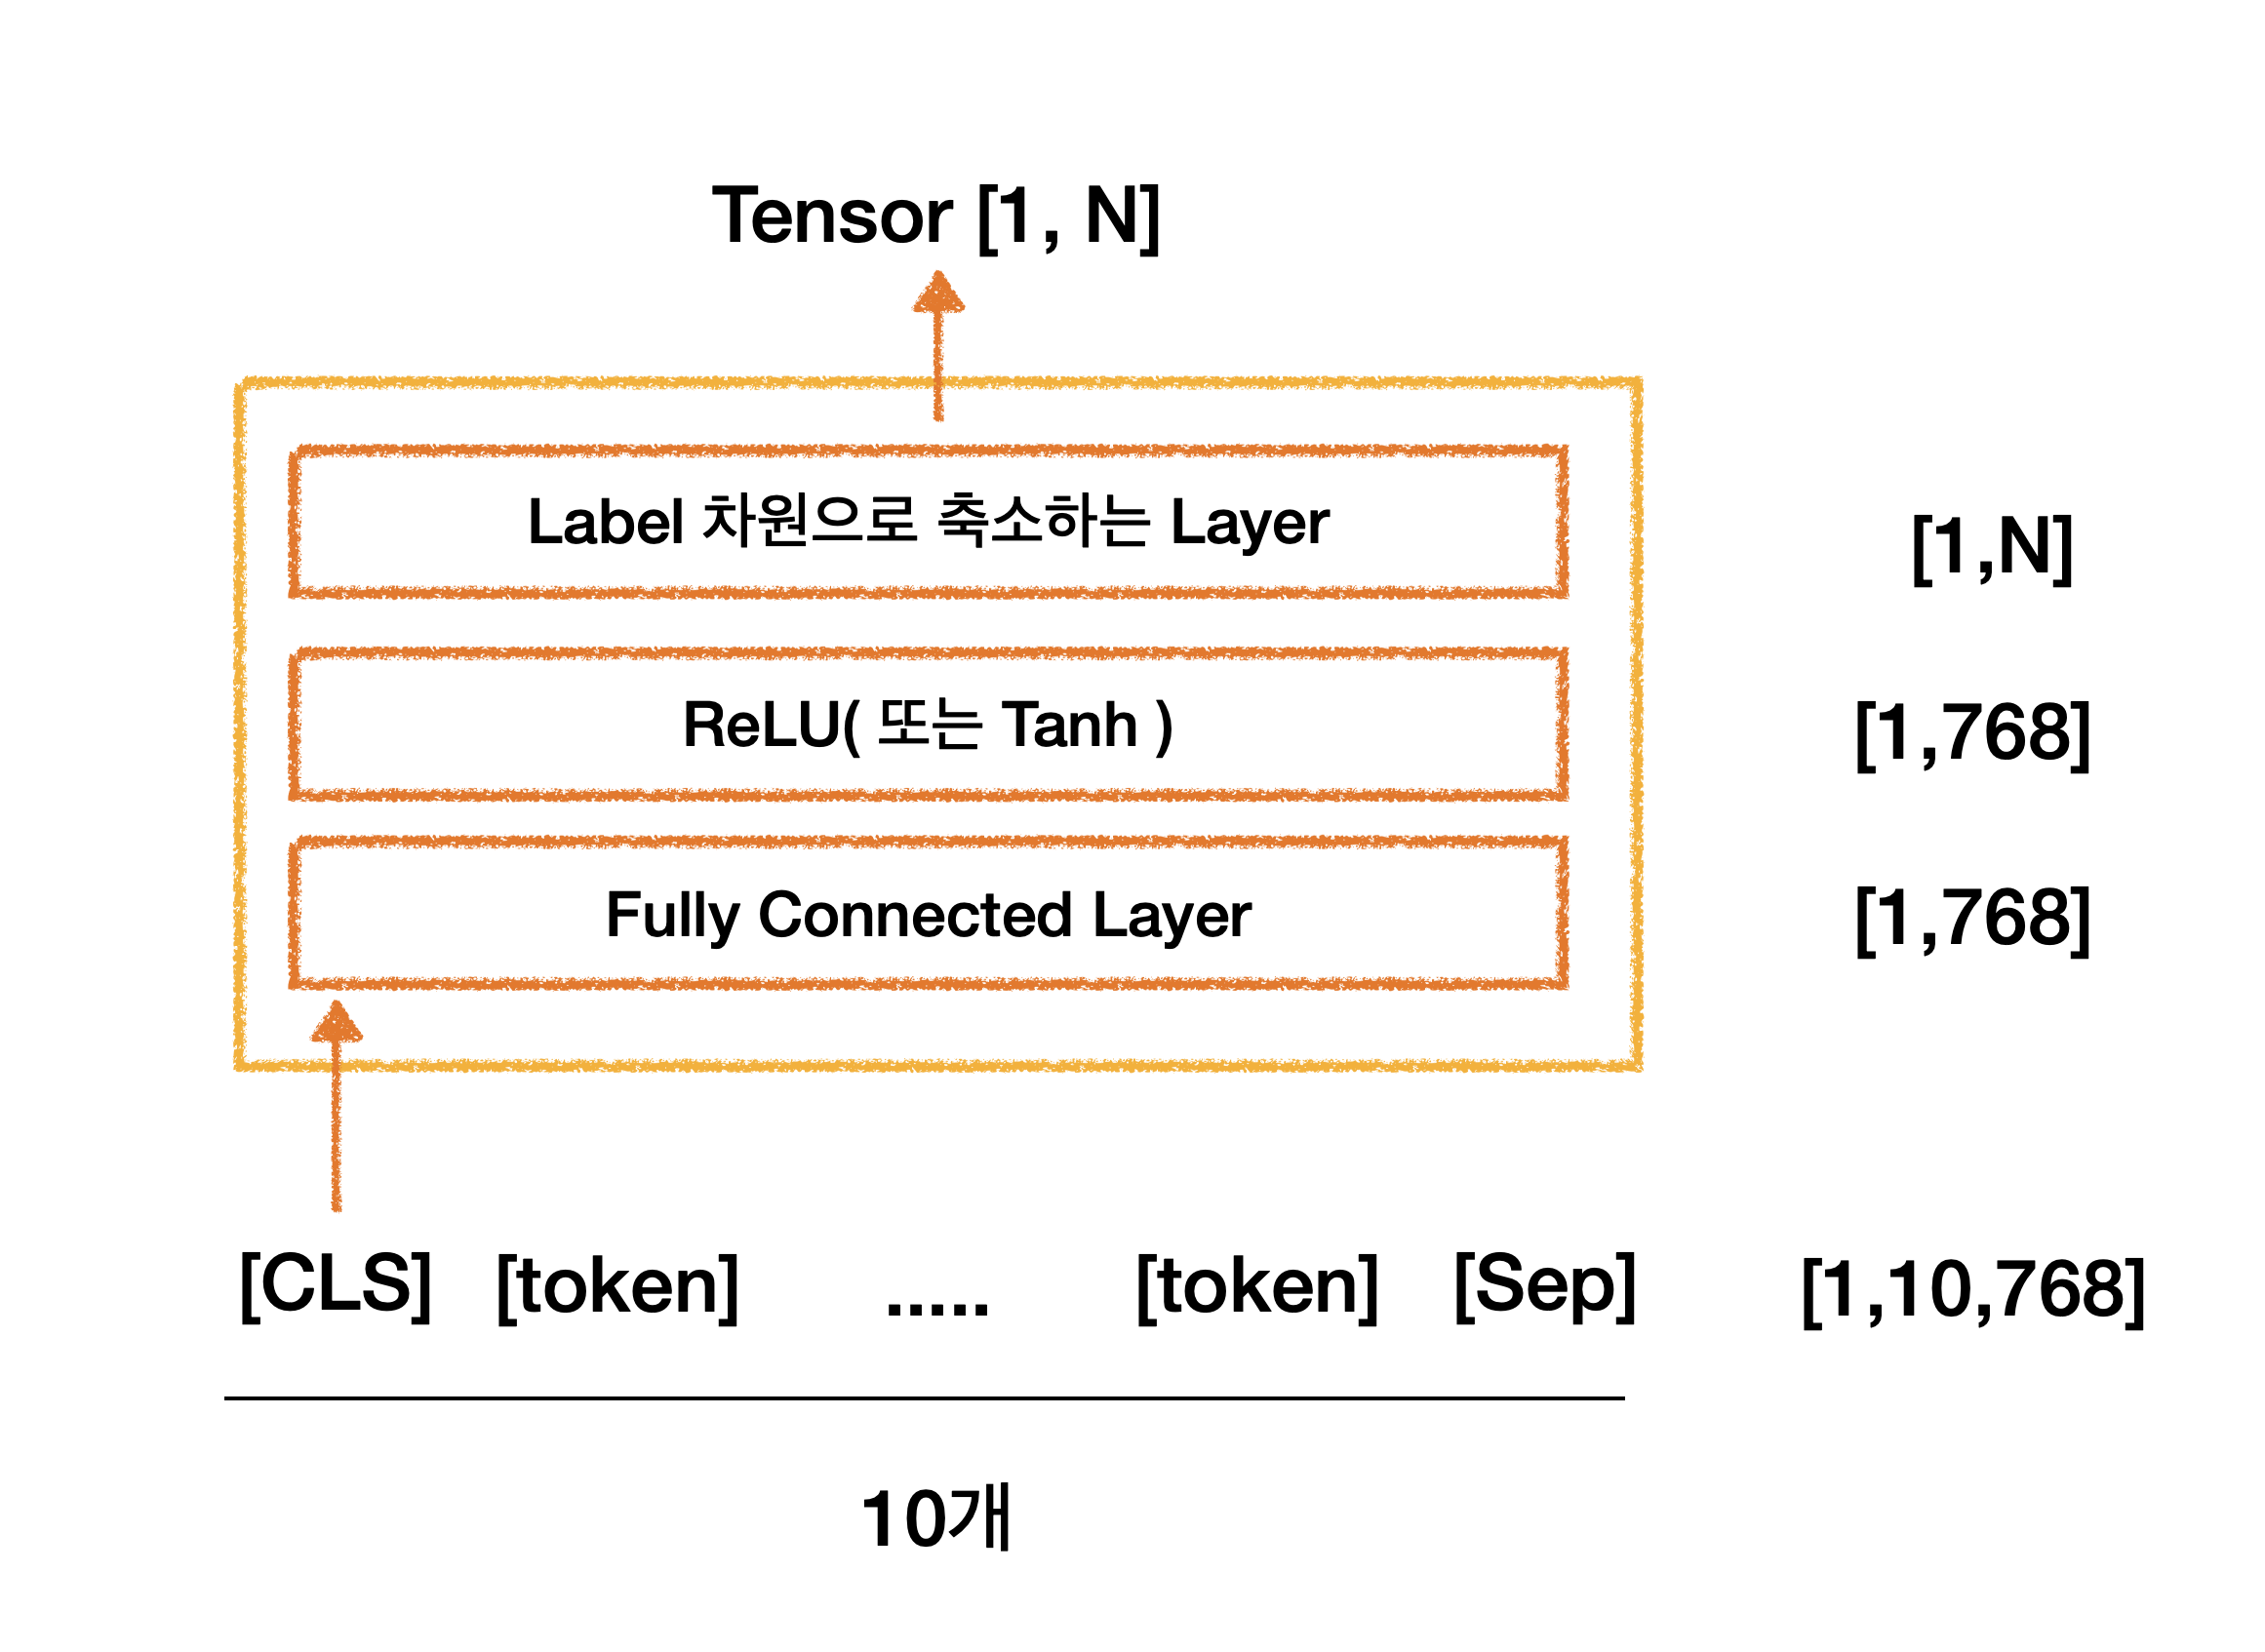 Tensor [1, N]
Label 차원으로 축소하는 Layer
[1,N]
ReLU( 또는 Tanh )
[1,768]
Fully Connected Layer
[1,768]
[CLS] [token] ..... [token] [Sep]
[1,10,768]
10개